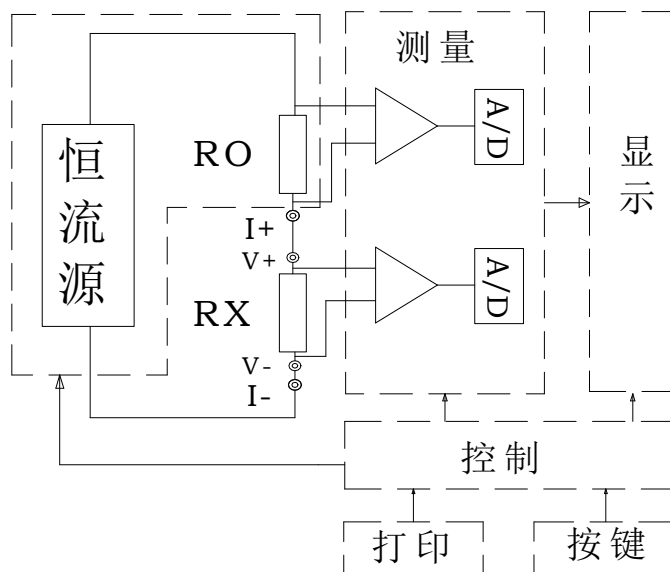 测量
A/D
显示
恒流源
RO
I+
V+
A/D
RX
V-
I-
控制
打印
按键